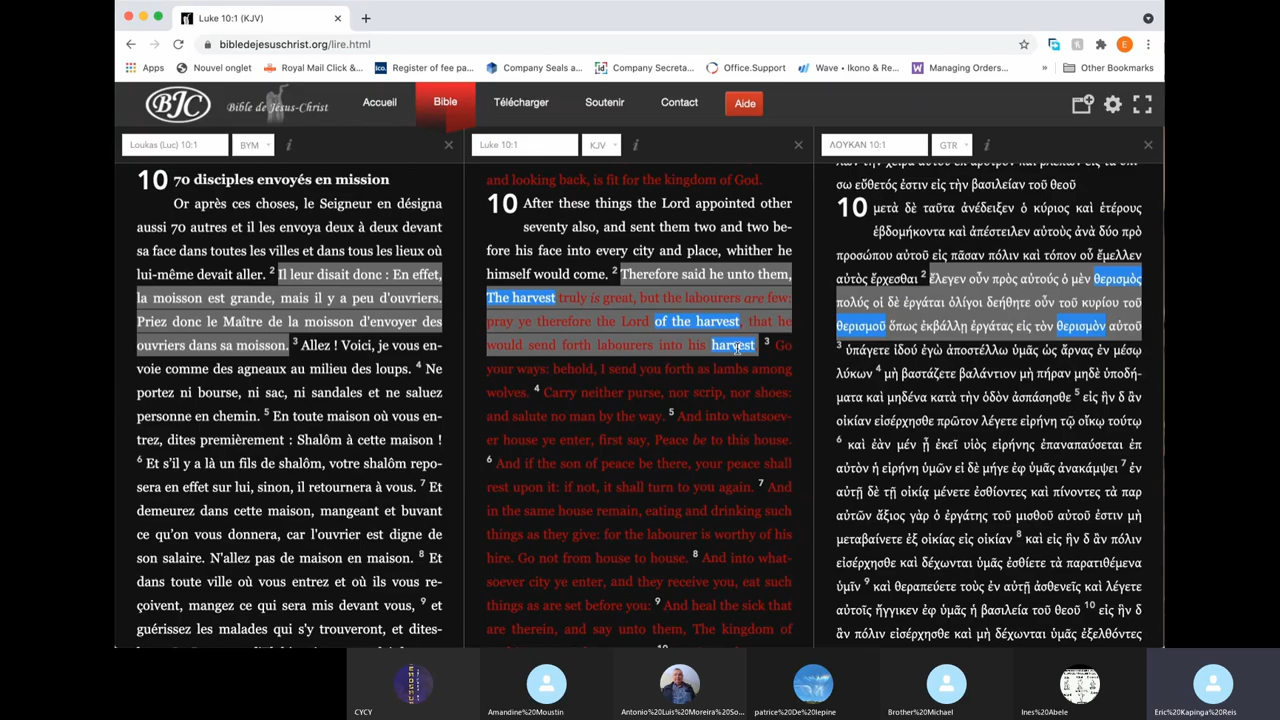 Luke 10:1 (KJV)
bibledejesuschrist.org/lire.html
Apps Nouvel onglet Royal Mail Click &... Register of fee pa... Company Seals a... Company Secreta... Office.Support Wave • Ikono & Re... Managing Orders... » Other Bookmarks
BJC Bible de Jésus-Christ Accueil Bible Télécharger Soutenir Contact Aide
Loukas (Luc) 10:1 BYM
10 70 disciples envoyés en mission
Or après ces choses, le Seigneur en désigna
aussi 70 autres et il les envoya deux à deux devant
sa face dans toutes les villes et dans tous les lieux où
lui-même devait aller. 2 Il leur disait donc : En effet,
la moisson est grande, mais il y a peu d'ouvriers.
Priez donc le Maître de la moisson d'envoyer des
ouvriers dans sa moisson. 3 Allez ! Voici, je vous en-
voie comme des agneaux au milieu des loups. 4 Ne
portez ni bourse, ni sac, ni sandales et ne saluez
personne en chemin. 5 En toute maison où vous en-
trez, dites premièrement : Shalôm à cette maison !
6 Et s'il y a là un fils de shalôm, votre shalôm repo-
sera en effet sur lui, sinon, il retournera à vous. 7 Et
demeurez dans cette maison, mangeant et buvant
ce qu'on vous donnera, car l'ouvrier est digne de
son salaire. N'allez pas de maison en maison. 8 Et
dans toute ville où vous entrez et où ils vous re-
çoivent, mangez ce qui sera mis devant vous, 9 et
guérissez les malades qui s'y trouveront, et dites-
Luke 10:1 KJV
and looking back, is fit for the kingdom of God.
10 After these things the Lord appointed other
seventy also, and sent them two and two be-
fore his face into every city and place, whither he
himself would come. 2 Therefore said he unto them,
The harvest truly is great, but the labourers are few:
pray ye therefore the Lord of the harvest, that he
would send forth labourers into his harvest. 3 Go
your ways: behold, I send you forth as lambs among
wolves. 4 Carry neither purse, nor scrip, nor shoes:
and salute no man by the way. 5 And into whatsoev-
er house ye enter, first say, Peace be to this house.
6 And if the son of peace be there, your peace shall
rest upon it: if not, it shall turn to you again. 7 And
in the same house remain, eating and drinking such
things as they give: for the labourer is worthy of his
hire. Go not from house to house. 8 And into what-
soever city ye enter, and they receive you, eat such
things as are set before you: 9 And heal the sick that
are therein, and say unto them, The kingdom of
10
ΛΟΥΚΑΝ 10:1 GTR
σω εὔθετός ἐστιν εἰς τὴν βασιλείαν τοῦ θεοῦ
10 μετὰ δὲ ταῦτα ἀνέδειξεν ὁ κύριος καὶ ἑτέρους
ἑβδομήκοντα καὶ ἀπέστειλεν αὐτοὺς ἀνὰ δύο πρὸ
προσώπου αὐτοῦ εἰς πᾶσαν πόλιν καὶ τόπον οὗ ἔμελλεν
αὐτὸς ἔρχεσθαι 2 ἔλεγεν οὖν πρὸς αὐτούς ὁ μὲν θερισμὸς
πολύς οἱ δὲ ἐργάται ὀλίγοι δεήθητε οὖν τοῦ κυρίου τοῦ
θερισμοῦ ὅπως ἐκβάλλῃ ἐργάτας εἰς τὸν θερισμὸν αὐτοῦ
3 ὑπάγετε ἰδού ἐγὼ ἀποστέλλω ὑμᾶς ὡς ἄρνας ἐν μέσῳ
λύκων 4 μὴ βαστάζετε βαλάντιον μὴ πήραν μηδὲ ὑποδή-
ματα καὶ μηδένα κατὰ τὴν ὁδὸν ἀσπάσησθε 5 εἰς ἣν δ ἂν
οἰκίαν εἰσέρχησθε πρῶτον λέγετε εἰρήνη τῷ οἴκῳ τούτῳ
6 καὶ ἐὰν μέν ᾖ ἐκεῖ υἱὸς εἰρήνης ἐπαναπαύσεται ἐπ
αὐτὸν ἡ εἰρήνη ὑμῶν εἰ δὲ μήγε ἐφ ὑμᾶς ἀνακάμψει 7 ἐν
αὐτῇ δὲ τῇ οἰκίᾳ μένετε ἐσθίοντες καὶ πίνοντες τὰ παρ
αὐτῶν ἄξιος γὰρ ὁ ἐργάτης τοῦ μισθοῦ αὐτοῦ ἐστιν μὴ
μεταβαίνετε ἐξ οἰκίας εἰς οἰκίαν 8 καὶ εἰς ἣν δ ἂν πόλιν
εἰσέρχησθε καὶ δέχωνται ὑμᾶς ἐσθίετε τὰ παρατιθέμενα
ὑμῖν 9 καὶ θεραπεύετε τοὺς ἐν αὐτῇ ἀσθενεῖς καὶ λέγετε
αὐτοῖς ἤγγικεν ἐφ ὑμᾶς ἡ βασιλεία τοῦ θεοῦ 10 εἰς ἣν δ
ἂν πόλιν εἰσέρχησθε καὶ μὴ δέχωνται ὑμᾶς ἐξελθόντες
CYCY
Amandine%20Moustin
Antonio%20Luis%20Moreira%20So...
patrice%20De%20lepine
Brother%20Michael
Ines%20Abele
Eric%20Kapinga%20Reis